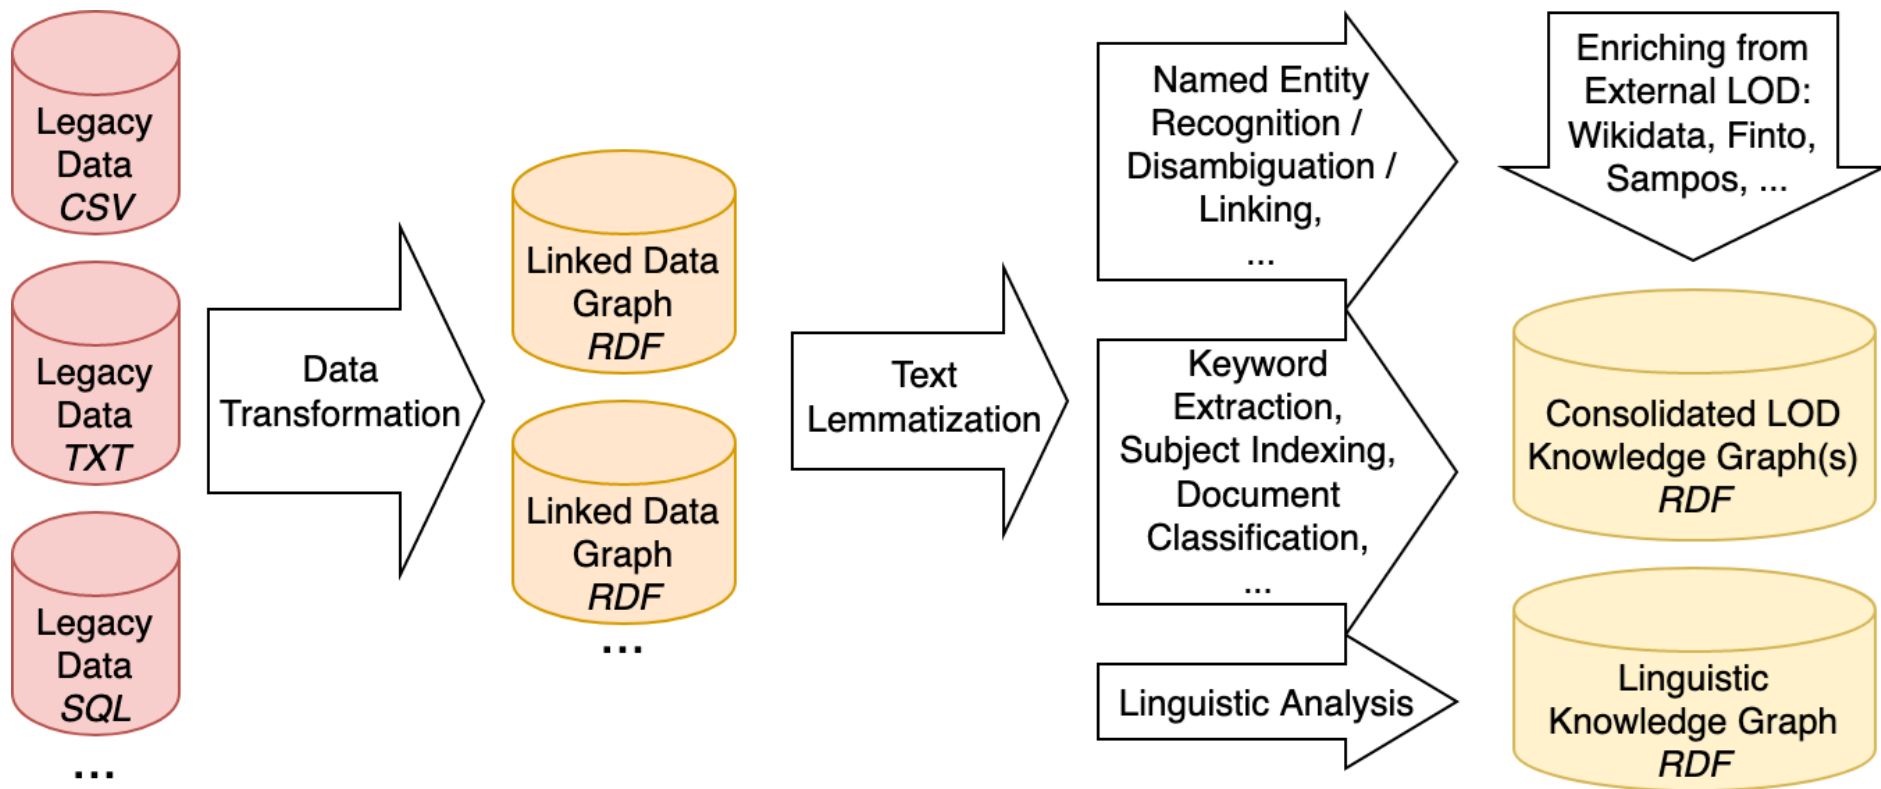 Legacy
Data
CSV
Legacy
Data
TXT
Legacy
Data
SQL
...
Data
Transformation
Linked Data
Graph
RDF
Linked Data
Graph
RDF
...
Text
Lemmatization
Named Entity
Recognition /
Disambiguation /
Linking,
...
Keyword
Extraction,
Subject Indexing,
Document
Classification,
...
Linguistic Analysis
Enriching from
External LOD:
Wikidata, Finto,
Sampos, ...
Consolidated LOD
Knowledge Graph(s)
RDF
Linguistic
Knowledge Graph
RDF